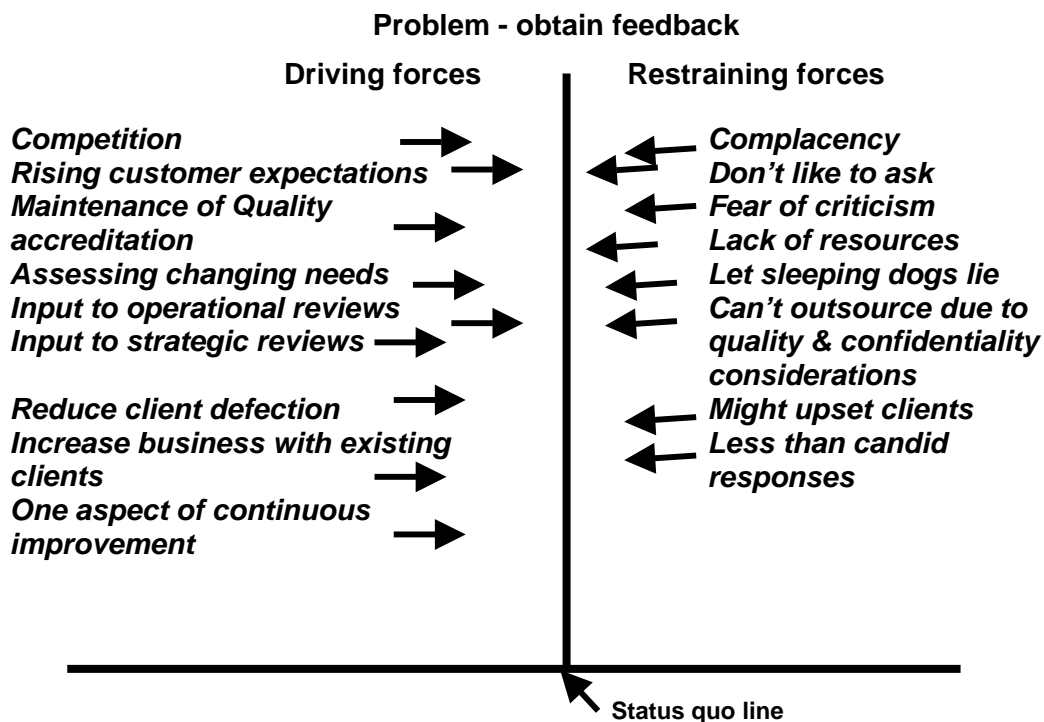 Problem - obtain feedback
Driving forces
Restraining forces
Competition
Rising customer expectations
Maintenance of Quality
accreditation
Assessing changing needs
Input to operational reviews
Input to strategic reviews
Reduce client defection
Increase business with existing
clients
One aspect of continuous
improvement
Complacency
Don’t like to ask
Fear of criticism
Lack of resources
Let sleeping dogs lie
Can’t outsource due to
quality & confidentiality
considerations
Might upset clients
Less than candid
responses
Status quo line